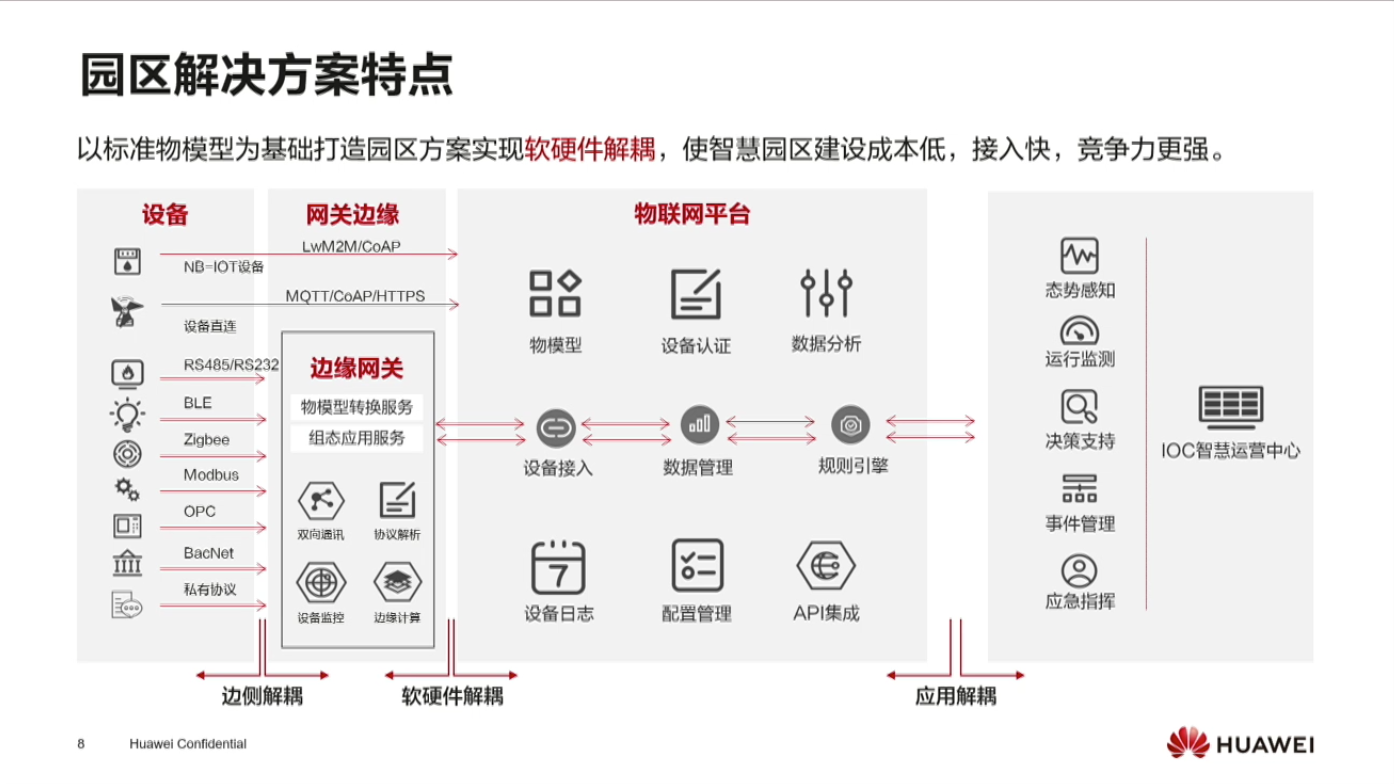 园区解决方案特点
以标准物模型为基础打造园区方案实现软硬件解耦，使智慧园区建设成本低，接入快，竞争力更强。
设备
NB=IOT设备
设备直连
RS485/RS232
BLE
Zigbee
Modbus
OPC
BacNet
私有协议
网关边缘
LwM2M/CoAP
MQTT/CoAP/HTTPS
边缘网关
物模型转换服务
组态应用服务
双向通讯
协议解析
设备监控
边缘计算
物联网平台
物模型
设备认证
数据分析
设备接入
数据管理
规则引擎
7
设备日志
配置管理
API集成
态势感知
运行监测
决策支持
事件管理
应急指挥
IOC智慧运营中心
边侧解耦
软硬件解耦
应用解耦
8
Huawei Confidential
HUAWEI